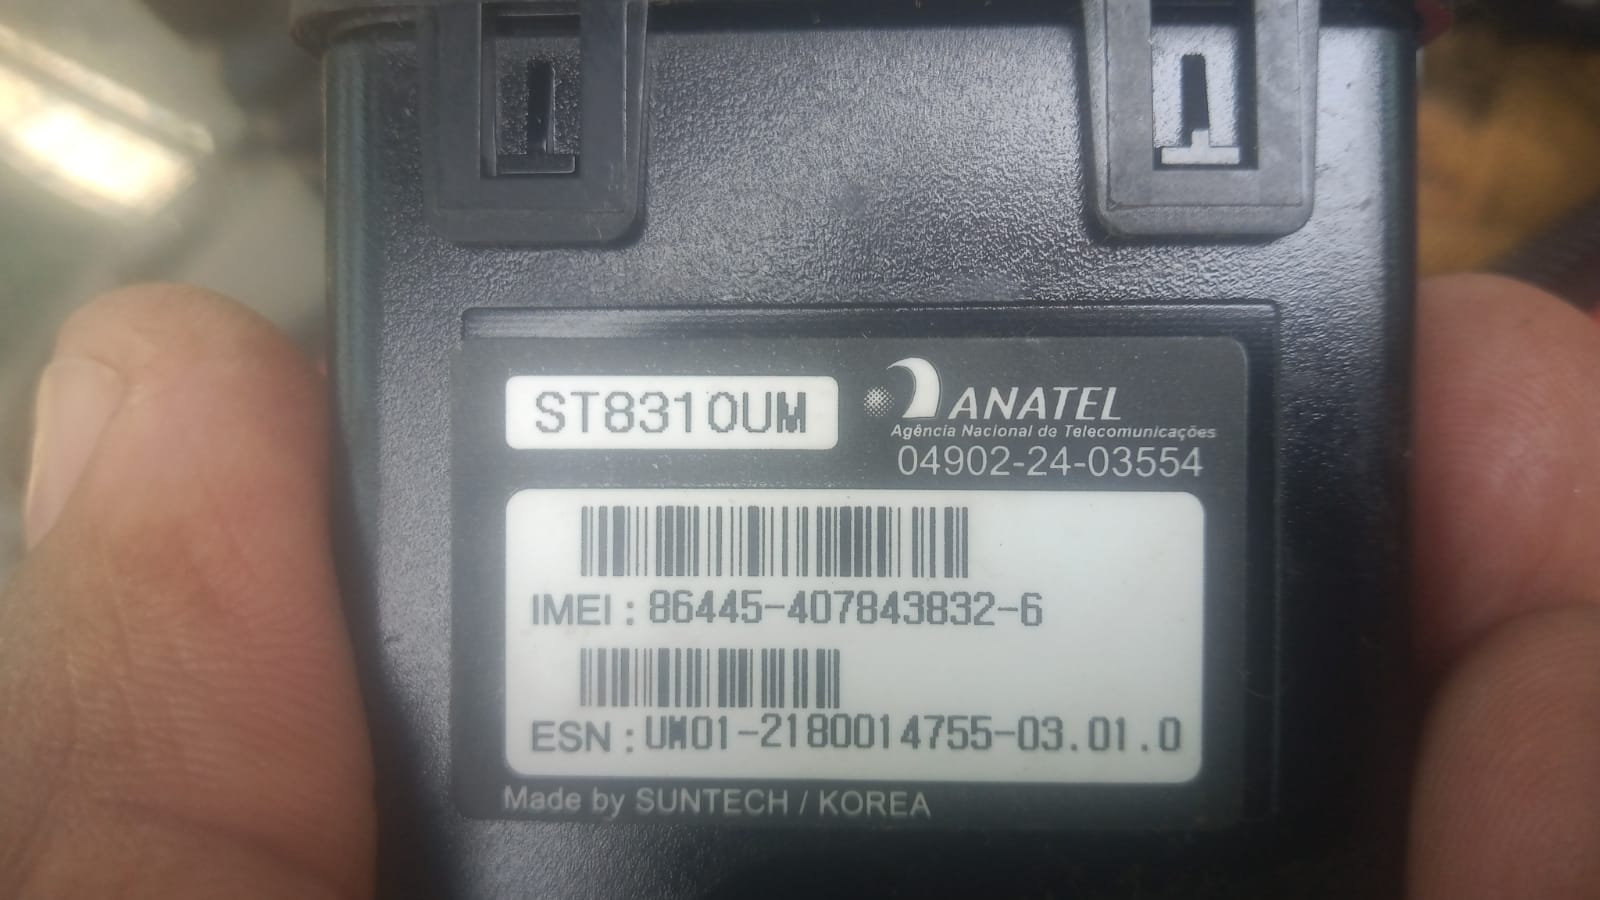 ST8310UM
ANATEL
Agência Nacional de Telecomunicações
04902-24-03554
IMEI : 86445-407843832-6
ESN : UM01-2180014755-03.01.0
Made by SUNTECH / KOREA